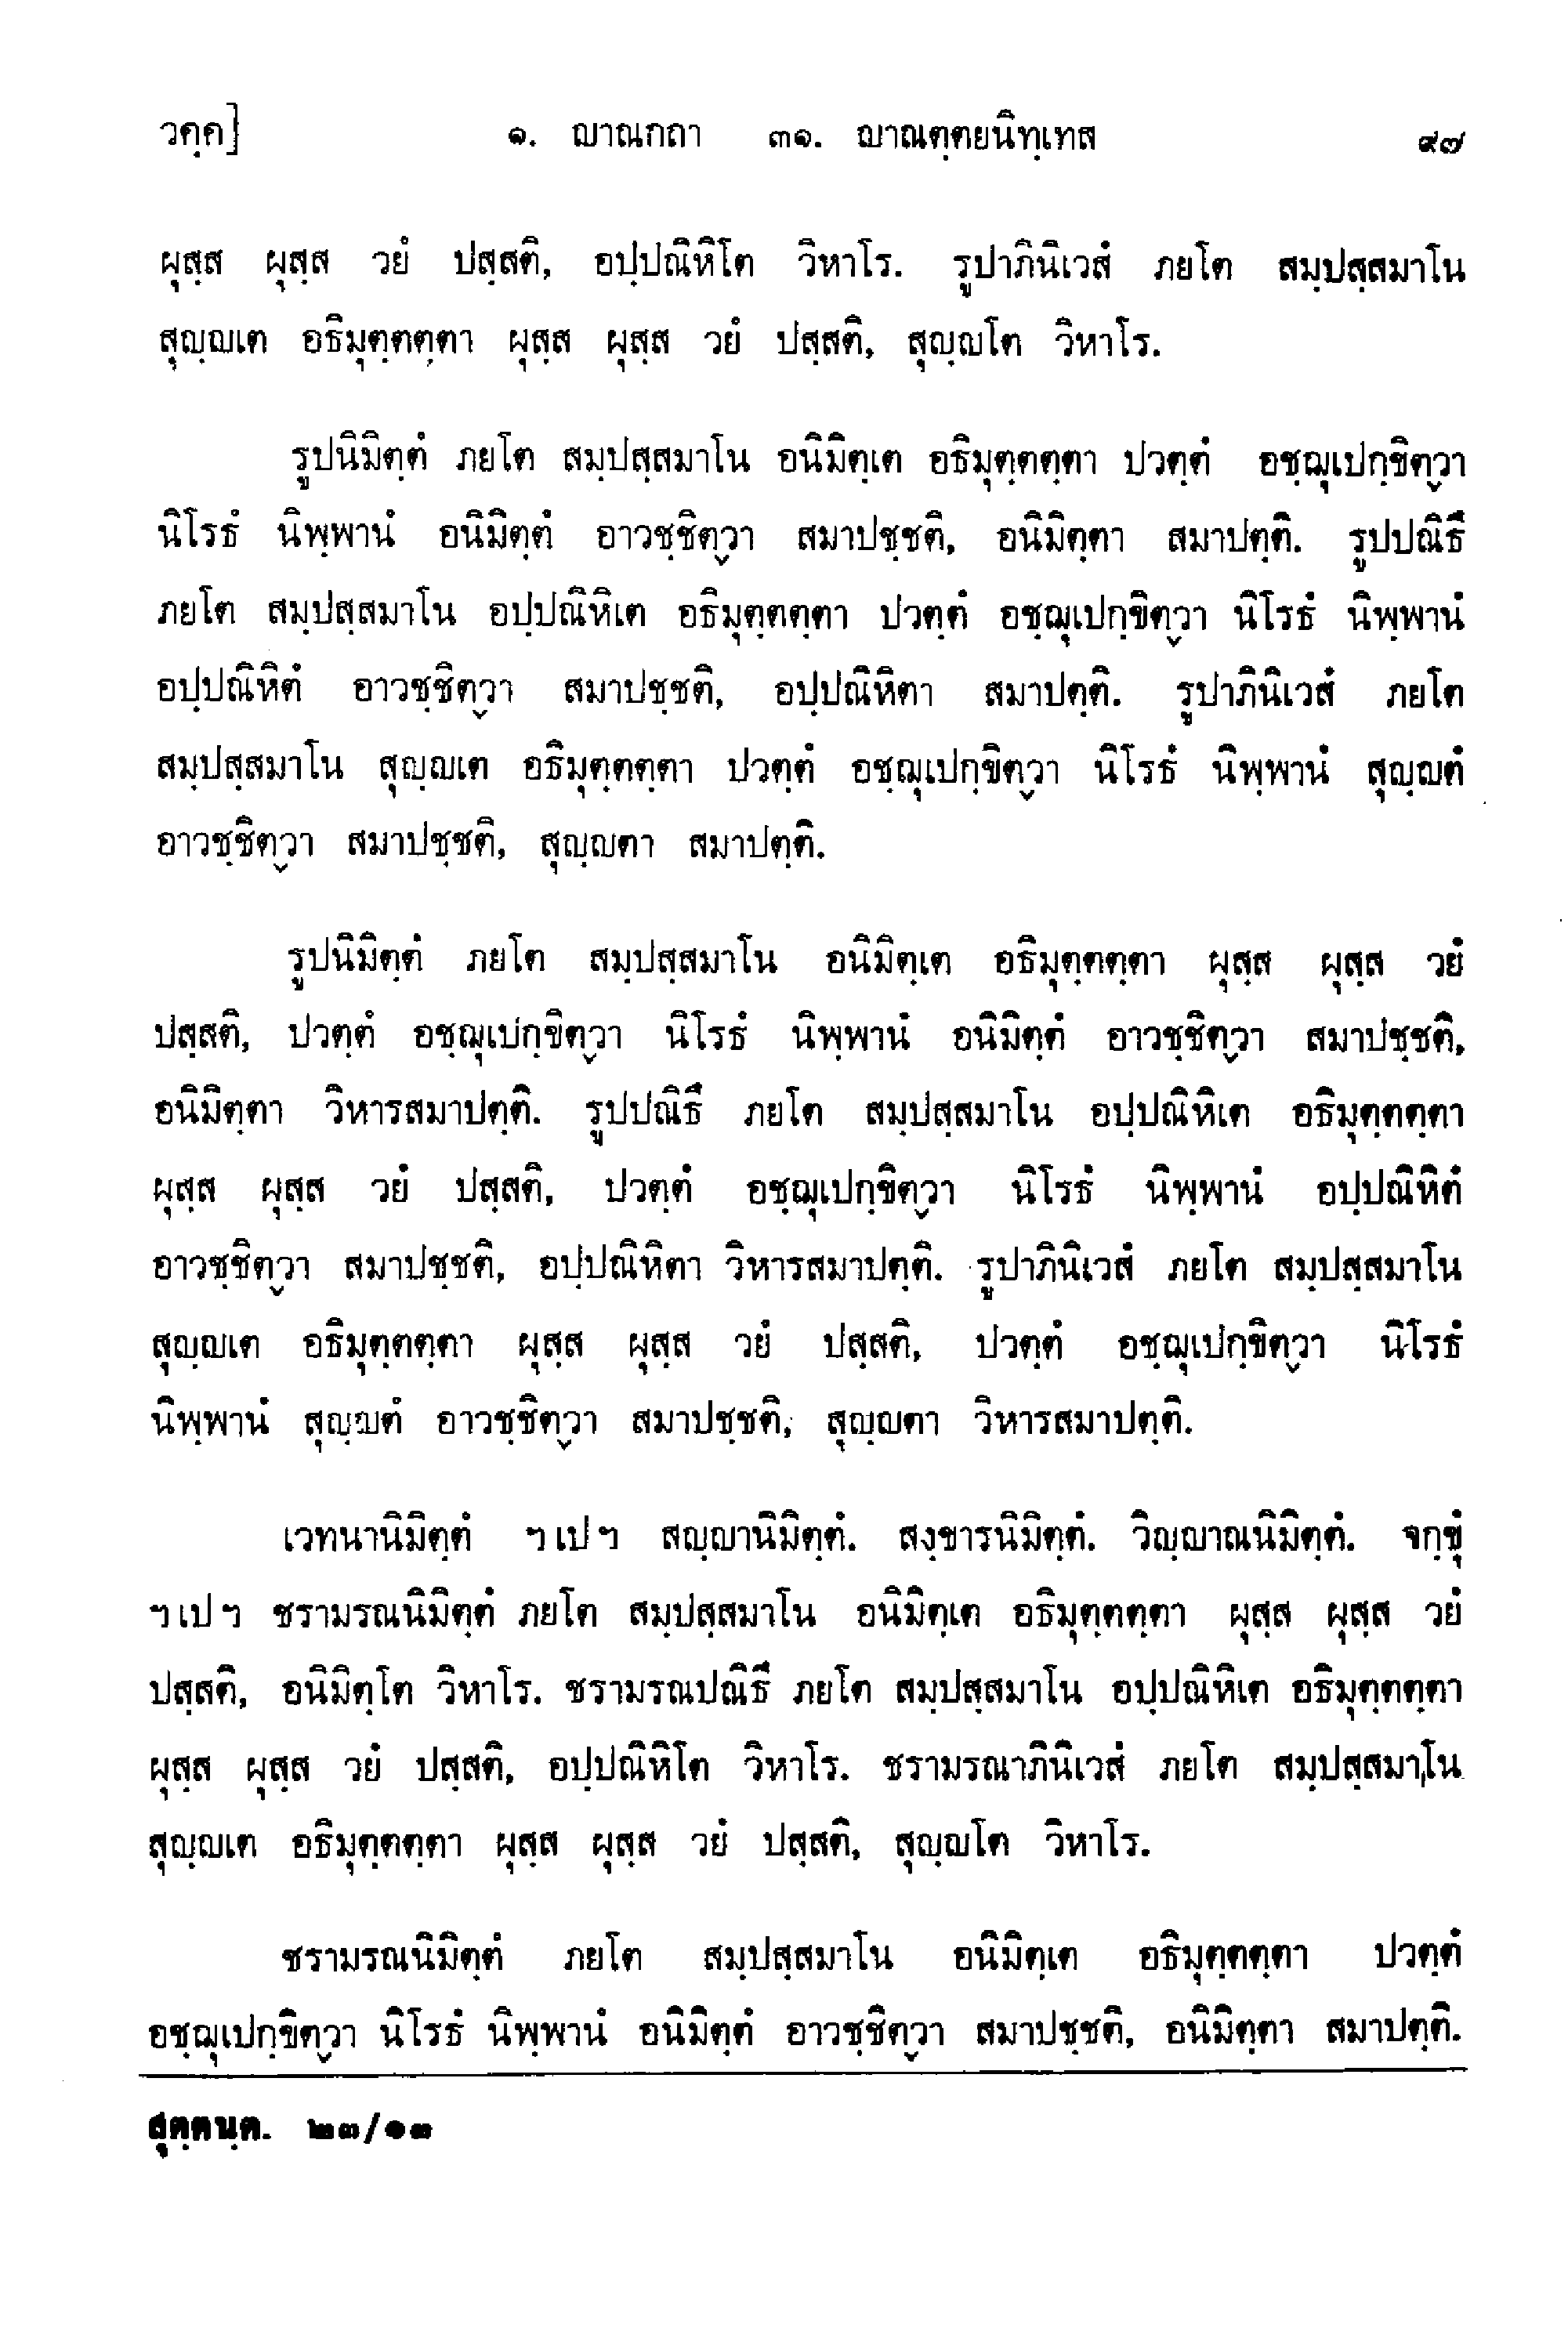 วคฺค]
๑. ญาณกถา ๓๑. ญาณตฺตยนิทฺเทส
๙๗
ผุสฺส ผุสฺส วยํ ปสฺสติ, อปฺปณิหิโต วิหาโร. รูปาภินิเวสํ ภยโต สมฺปสฺสมาโน
สุญฺญเต อธิมุตฺตตฺตา ผุสฺส ผุสฺส วยํ ปสฺสติ, สุญฺญโต วิหาโร.
รูปนิมิตฺตํ ภยโต สมฺปสฺสมาโน อนิมิตฺเต อธิมุตฺตตฺตา ปวตฺตํ อชฺฌุเปกฺขิตฺวา
นิโรธํ นิพฺพานํ อนิมิตฺตํ อาวชฺชิตฺวา สมาปชฺชติ, อนิมิตฺตา สมาปตฺติ. รูปปณิธึ
ภยโต สมฺปสฺสมาโน อปฺปณิหิเต อธิมุตฺตตฺตา ปวตฺตํ อชฺฌุเปกฺขิตฺวา นิโรธํ นิพฺพานํ
อปฺปณิหิตํ อาวชฺชิตฺวา สมาปชฺชติ, อปฺปณิหิตา สมาปตฺติ. รูปาภินิเวสํ ภยโต
สมฺปสฺสมาโน สุญฺญเต อธิมุตฺตตฺตา ปวตฺตํ อชฺฌุเปกฺขิตฺวา นิโรธํ นิพฺพานํ สุญฺญตํ
อาวชฺชิตฺวา สมาปชฺชติ, สุญฺญตา สมาปตฺติ.
รูปนิมิตฺตํ ภยโต สมฺปสฺสมาโน อนิมิตฺเต อธิมุตฺตตฺตา ผุสฺส ผุสฺส วยํ
ปสฺสติ, ปวตฺตํ อชฺฌุเปกฺขิตฺวา นิโรธํ นิพฺพานํ อนิมิตฺตํ อาวชฺชิตฺวา สมาปชฺชติ,
อนิมิตฺตา วิหารสมาปตฺติ. รูปปณิธึ ภยโต สมฺปสฺสมาโน อปฺปณิหิเต อธิมุตฺตตฺตา
ผุสฺส ผุสฺส วยํ ปสฺสติ, ปวตฺตํ อชฺฌุเปกฺขิตฺวา นิโรธํ นิพฺพานํ อปฺปณิหิตํ
อาวชฺชิตฺวา สมาปชฺชติ, อปฺปณิหิตา วิหารสมาปตฺติ. รูปาภินิเวสํ ภยโต สมฺปสฺสมาโน
สุญฺญเต อธิมุตฺตตฺตา ผุสฺส ผุสฺส วยํ ปสฺสติ, ปวตฺตํ อชฺฌุเปกฺขิตฺวา นิโรธํ
นิพฺพานํ สุญฺญตํ อาวชฺชิตฺวา สมาปชฺชติ, สุญฺญตา วิหารสมาปตฺติ.
เวทนานิมิตฺตํ ฯ เป ฯ สญฺญานิมิตฺตํ. สงฺขารนิมิตฺตํ. วิญฺญาณนิมิตฺตํ. จกฺขุํ
ฯ เป ฯ ชรามรณนิมิตฺตํ ภยโต สมฺปสฺสมาโน อนิมิตฺเต อธิมุตฺตตฺตา ผุสฺส ผุสฺส วยํ
ปสฺสติ, อนิมิตฺโต วิหาโร. ชรามรณปณิธึ ภยโต สมฺปสฺสมาโน อปฺปณิหิเต อธิมุตฺตตฺตา
ผุสฺส ผุสฺส วยํ ปสฺสติ, อปฺปณิหิโต วิหาโร. ชรามรณาภินิเวสํ ภยโต สมฺปสฺสมาโน
สุญฺญเต อธิมุตฺตตฺตา ผุสฺส ผุสฺส วยํ ปสฺสติ, สุญฺญโต วิหาโร.
ชรามรณนิมิตฺตํ ภยโต สมฺปสฺสมาโน อนิมิตฺเต อธิมุตฺตตฺตา ปวตฺตํ
อชฺฌุเปกฺขิตฺวา นิโรธํ นิพฺพานํ อนิมิตฺตํ อาวชฺชิตฺวา สมาปชฺชติ, อนิมิตฺตา สมาปตฺติ.
สุตฺตนฺต. ๒๓/๑๓